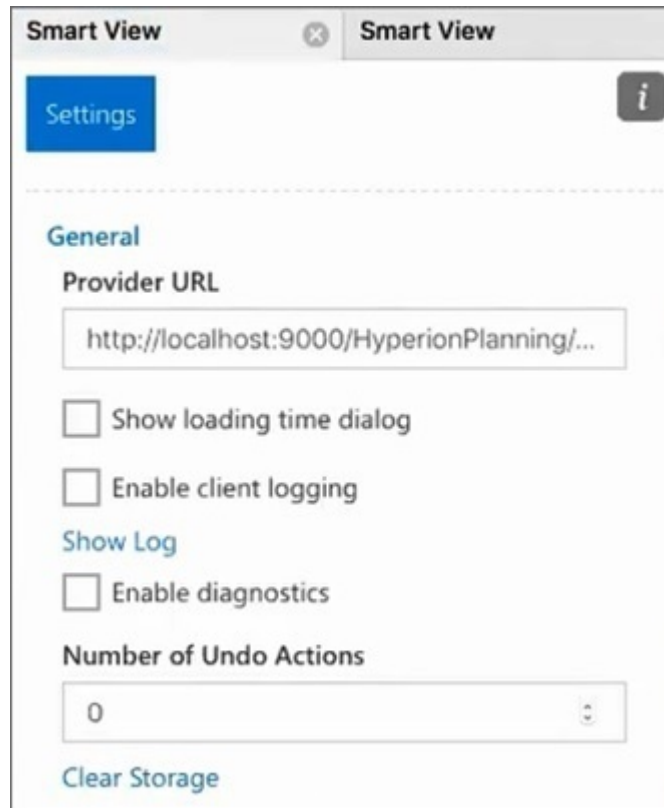 Smart View
Smart View
Settings
i
General
Provider URL
http://localhost:9000/HyperionPlanning/...
Show loading time dialog
Enable client logging
Show Log
Enable diagnostics
Number of Undo Actions
0
Clear Storage